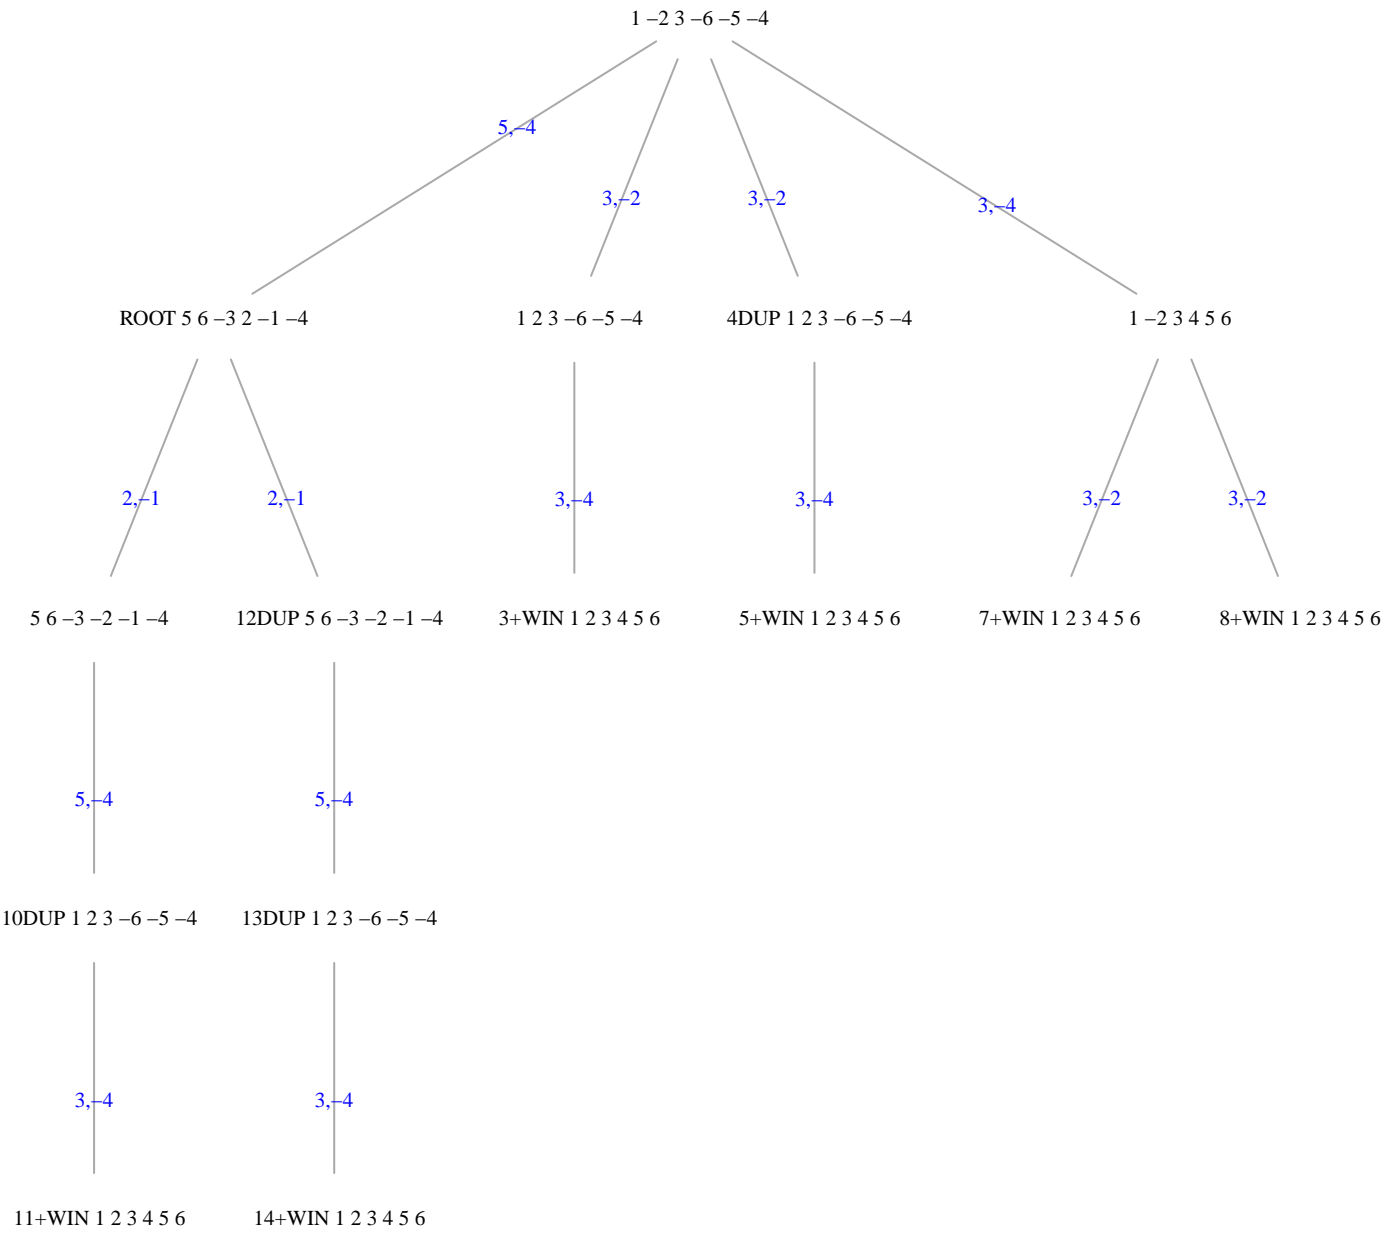 1 –2 3 –6 –5 –4
5,–4
3,–2
3,–2
3,–4
ROOT 5 6 –3 2 –1 –4
1 2 3 –6 –5 –4
4DUP 1 2 3 –6 –5 –4
1 –2 3 4 5 6
2,–1
2,–1
3,–4
3,–4
3,–2
3,–2
5 6 –3 –2 –1 –4
12DUP 5 6 –3 –2 –1 –4
3+WIN 1 2 3 4 5 6
5+WIN 1 2 3 4 5 6
7+WIN 1 2 3 4 5 6
8+WIN 1 2 3 4 5 6
5,–4
5,–4
10DUP 1 2 3 –6 –5 –4
13DUP 1 2 3 –6 –5 –4
3,–4
3,–4
11+WIN 1 2 3 4 5 6
14+WIN 1 2 3 4 5 6